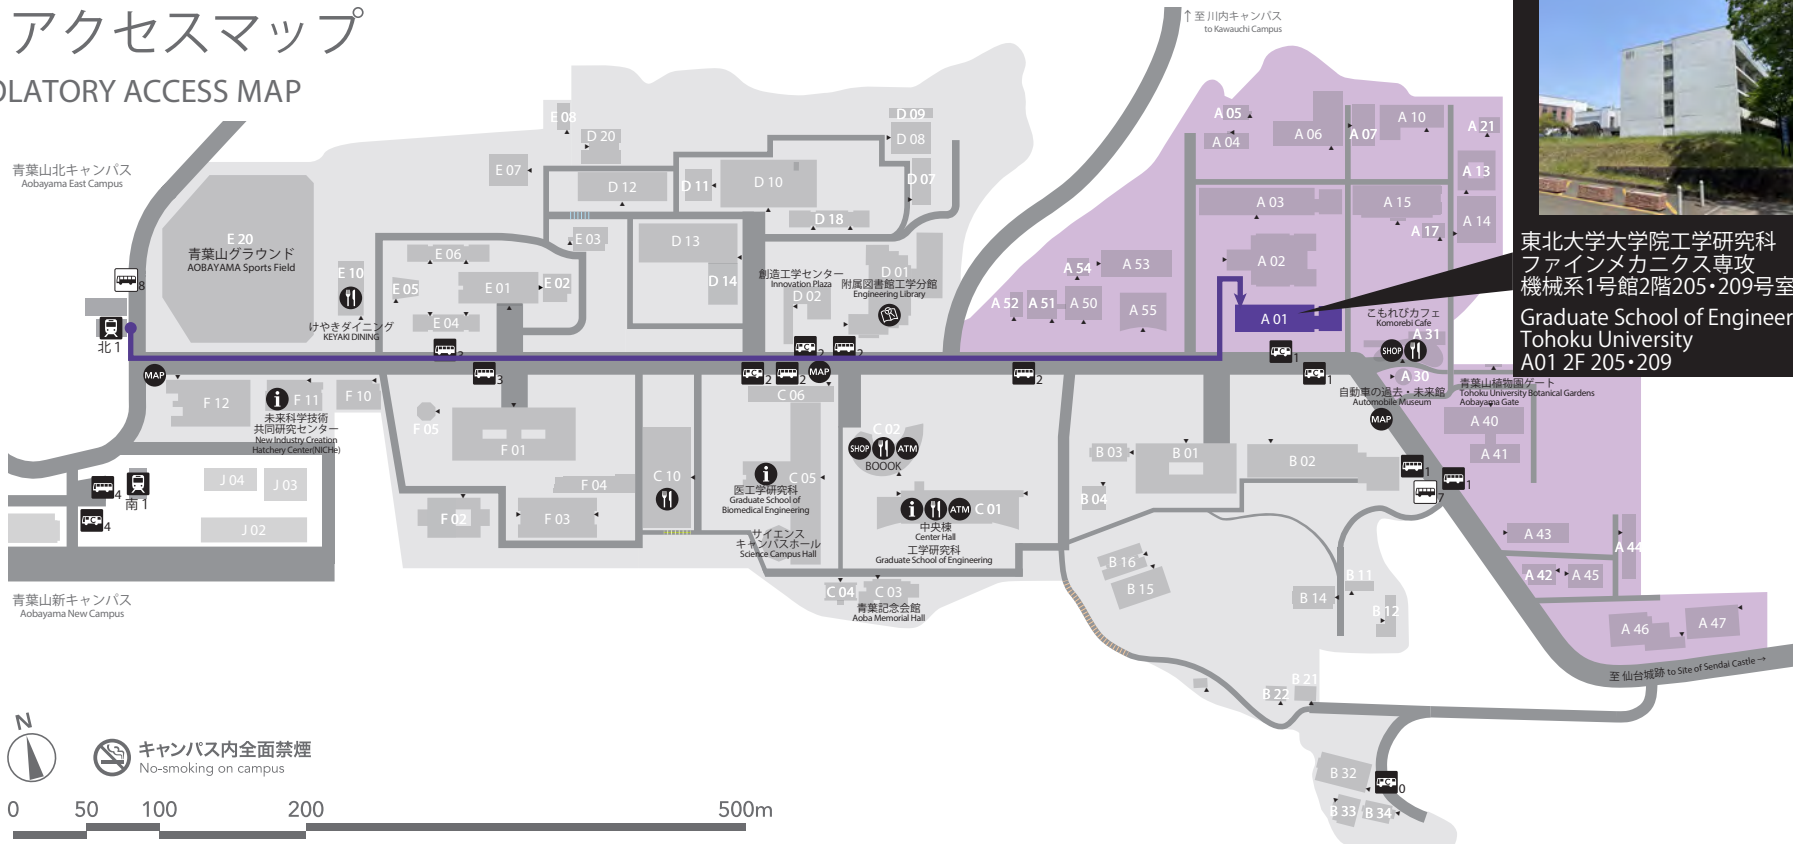 アクセスマップ
OLATORY ACCESS MAP
↑至川内キャンパス
to Kawauchi Campus
青葉山北キャンパス
Aobayama East Campus
E 20
青葉山グラウンド
AOBAYAMA Sports Field
8
北1
E 10
けやきダイニング
KEYAKI DINING
E 08
D 20
E 07
D 12
D 11
D 10
D 09
D 08
D 07
D 18
E 06
E 05
E 01
E 02
E 03
E 04
D 13
D 14
創造工学センター
Innovation Plaza
D 02
D 01
附属図書館工学分館
Engineering Library
A 05
A 04
A 06
A 07
A 10
A 21
A 13
A 03
A 15
A 14
A 17
A 02
A 54
A 53
A 52
A 51
A 50
A 55
A 01
こもれびカフェ
Komorebi Cafe
A 31
SHOP
A 30
自動車の過去・未来館
Automobile Museum
青葉山植物園ゲート
Tohoku University Botanical Gardens
Aobayama Gate
東北大学大学院工学研究科
ファインメカニクス専攻
機械系1号館2階205・209号室
Graduate School of Engineer
Tohoku University
A01 2F 205・209
3
3
2
2
2
2
MAP
2
1
1
MAP
F 12
F 11
F 10
未来科学技術
共同研究センター
New Industry Creation
Hatchery Center(NICHe)
F 05
F 01
F 04
F 02
F 03
C 10
C 06
C 05
医工学研究科
Graduate School of
Biomedical Engineering
サイエンス
キャンパスホール
Science Campus Hall
C 02
SHOP
ATM
BOOOK
ATM
C 01
中央棟
Center Hall
工学研究科
Graduate School of Engineering
C 04
C 03
青葉記念会館
Aoba Memorial Hall
B 03
B 01
B 02
B 04
MAP
1
1
7
A 40
A 41
A 43
A 44
A 42
A 45
A 46
A 47
至 仙台城跡 to Site of Sendai Castle →
B 16
B 15
B 14
B 11
B 12
B 22
B 21
B 32
B 33
B 34
0
4
南1
4
J 04
J 03
J 02
青葉山新キャンパス
Aobayama New Campus
N
キャンパス内全面禁煙
No-smoking on campus
0 50 100 200 500m